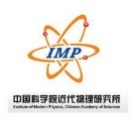 IMP
中国科学院近代物理研究所
Institute of Modern Physics, Chinese Academy of Sciences